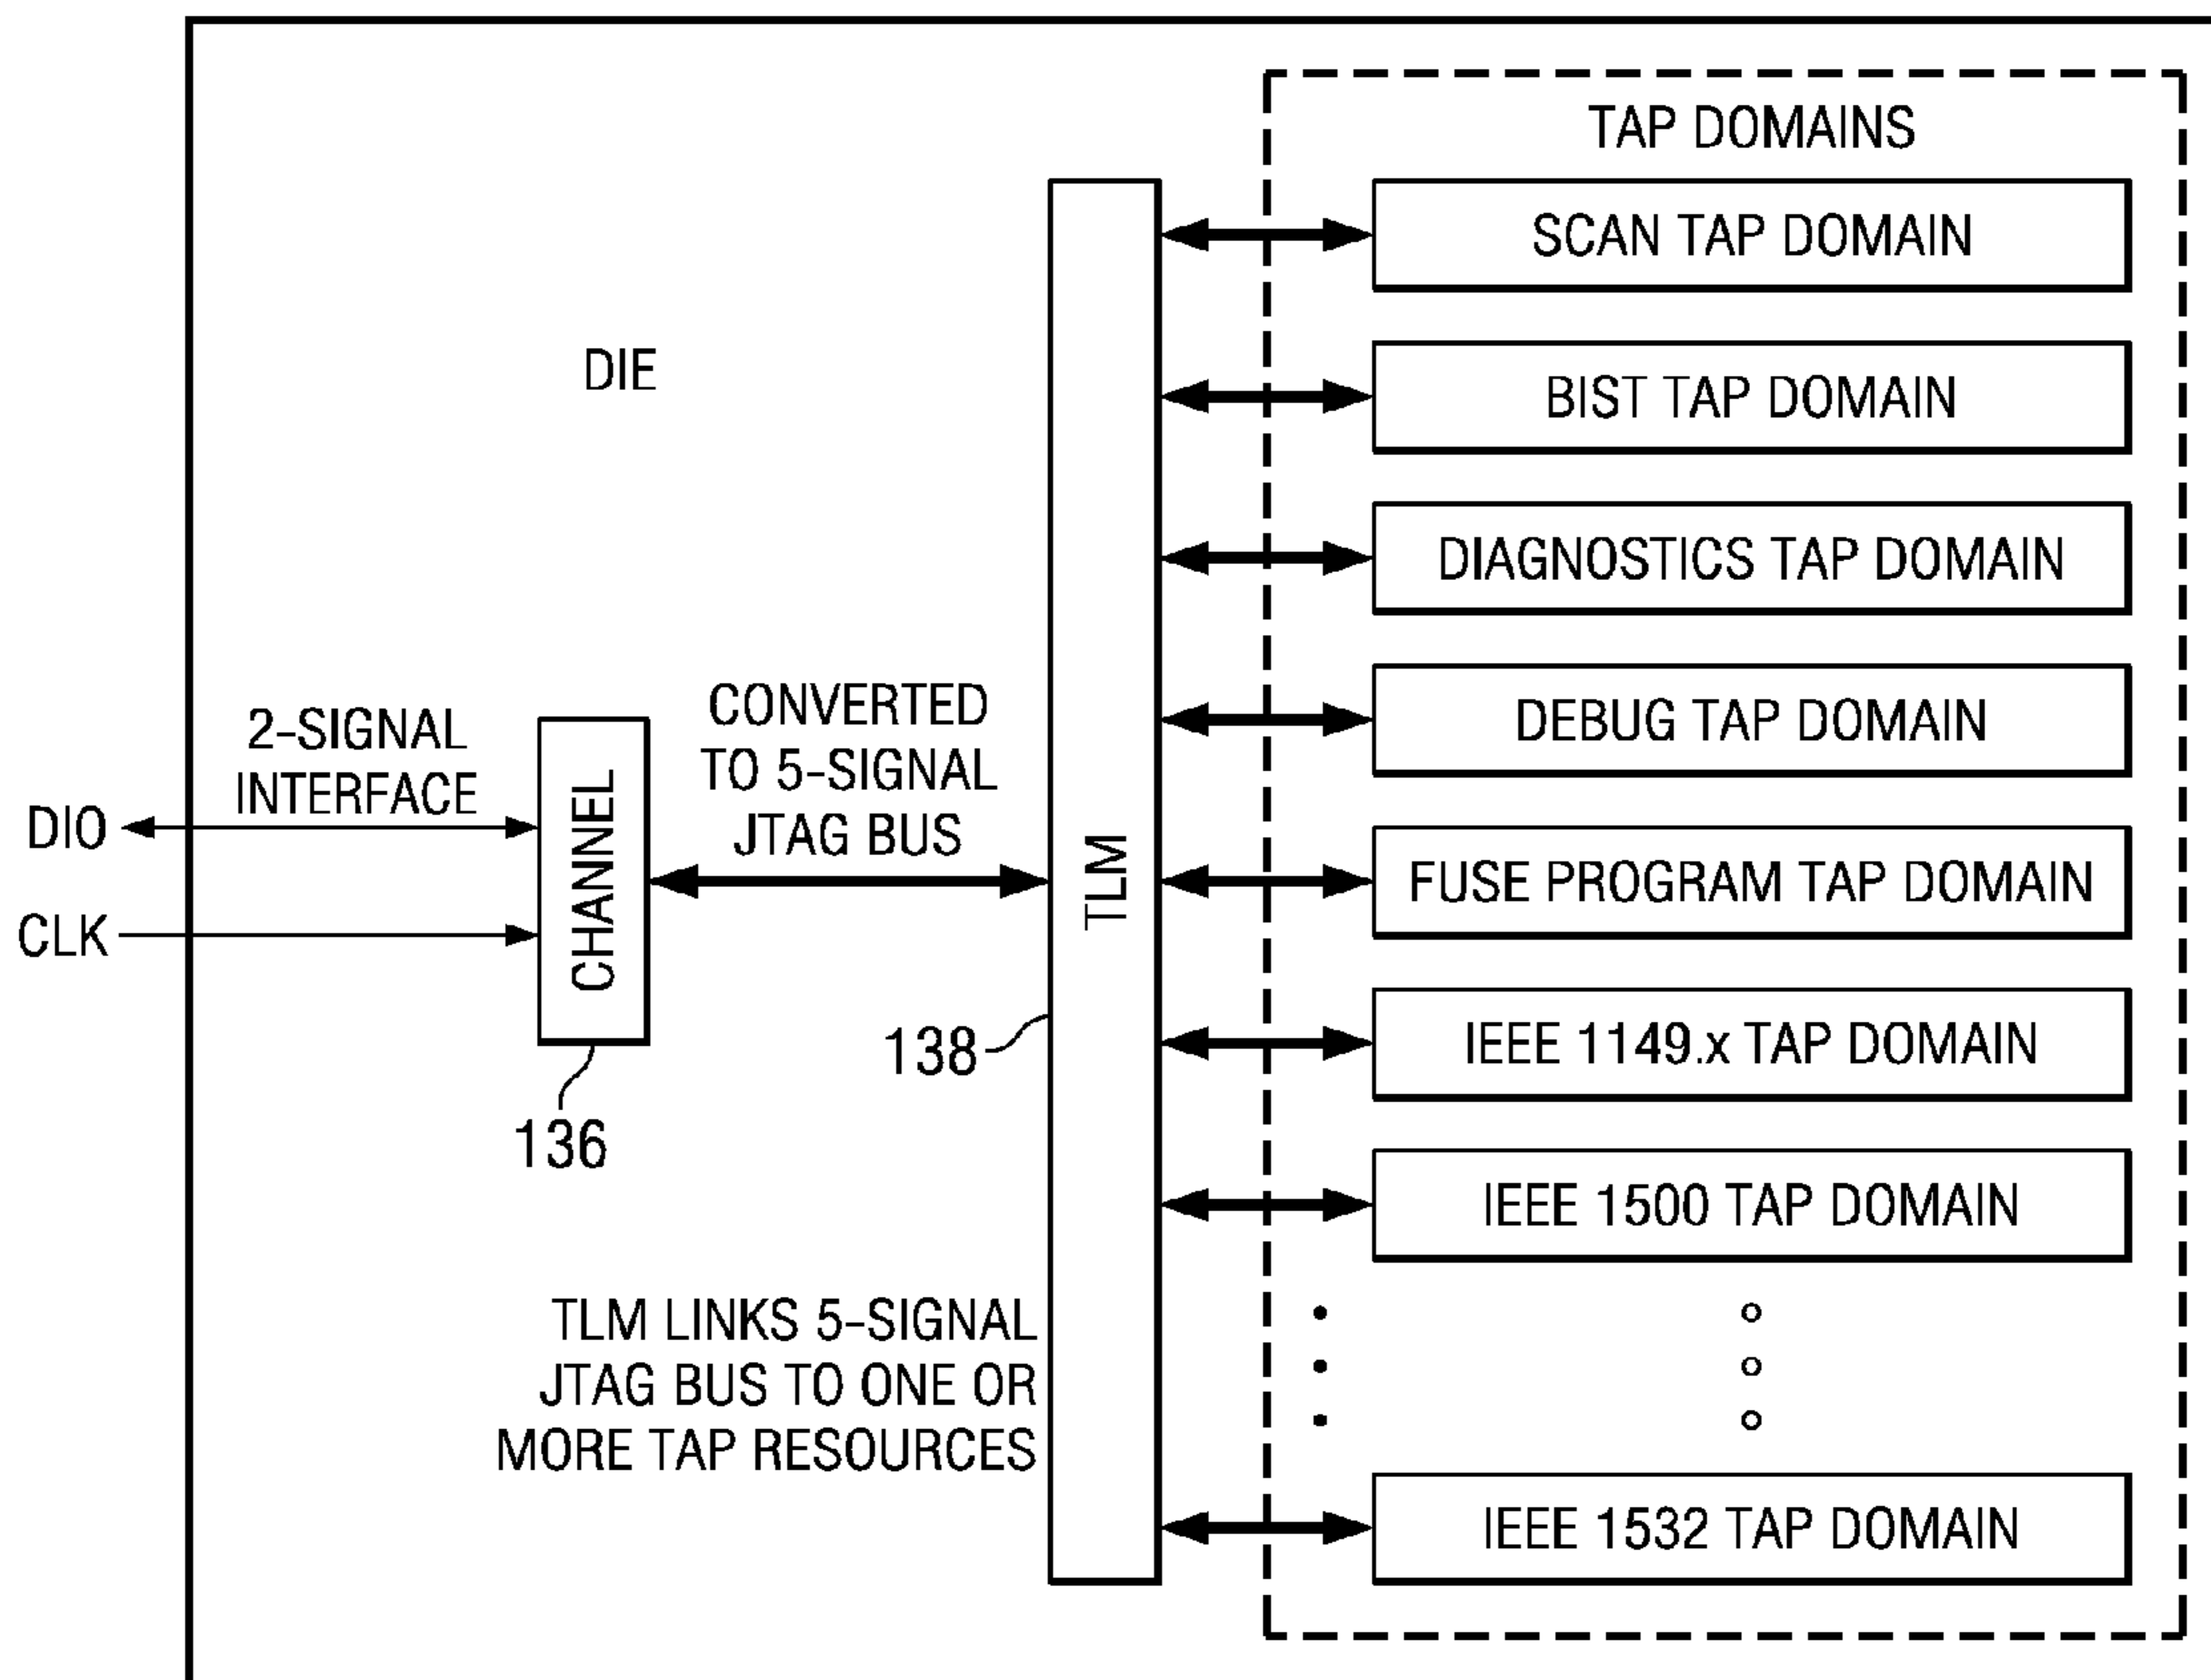 TAP DOMAINS
SCAN TAP DOMAIN
BIST TAP DOMAIN
DIE
DIAGNOSTICS TAP DOMAIN
DEBUG TAP DOMAIN
2-SIGNAL
INTERFACE
CONVERTED
TO 5-SIGNAL
JTAG BUS
DIO
CLK
CHANNEL
TLM
FUSE PROGRAM TAP DOMAIN
138
IEEE 1149.x TAP DOMAIN
136
IEEE 1500 TAP DOMAIN
TLM LINKS 5-SIGNAL
JTAG BUS TO ONE OR
MORE TAP RESOURCES
IEEE 1532 TAP DOMAIN